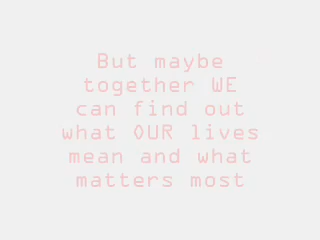 But maybe
together WE
can find out
what OUR lives
mean and what
matters most